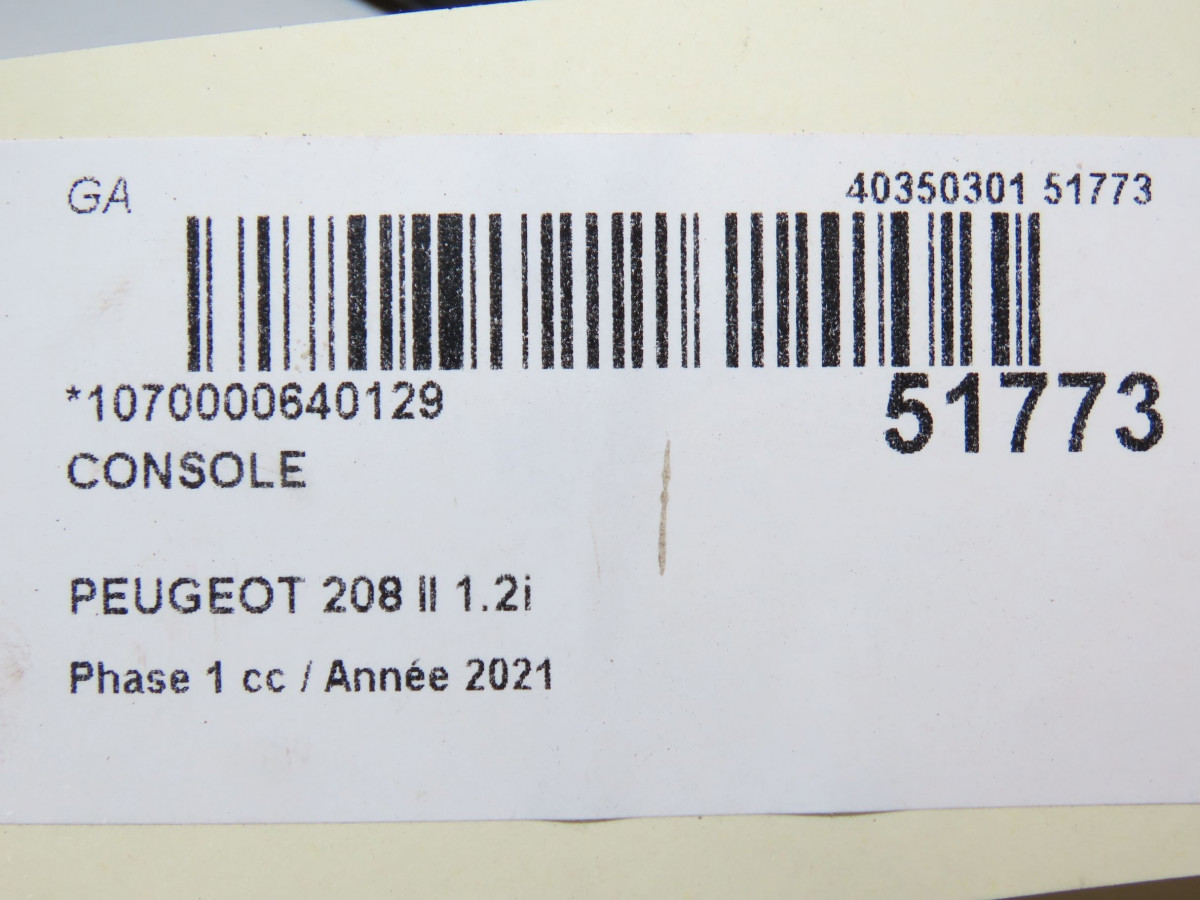 GA
40350301 51773
*1070000640129
51773
CONSOLE
PEUGEOT 208 II 1.2i
Phase 1 cc / Année 2021